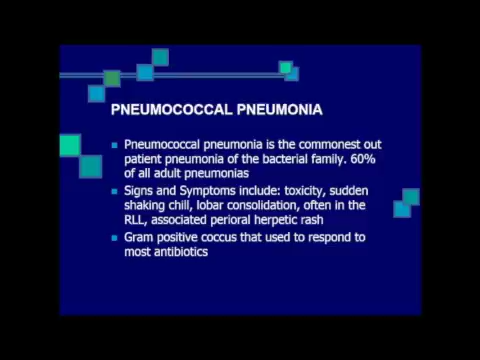 PNEUMOCOCCAL PNEUMONIA
Pneumococcal pneumonia is the commonest out
patient pneumonia of the bacterial family. 60%
of all adult pneumonias
Signs and Symptoms include: toxicity, sudden
shaking chill, lobar consolidation, often in the
RLL, associated perioral herpetic rash
Gram positive coccus that used to respond to
most antibiotics